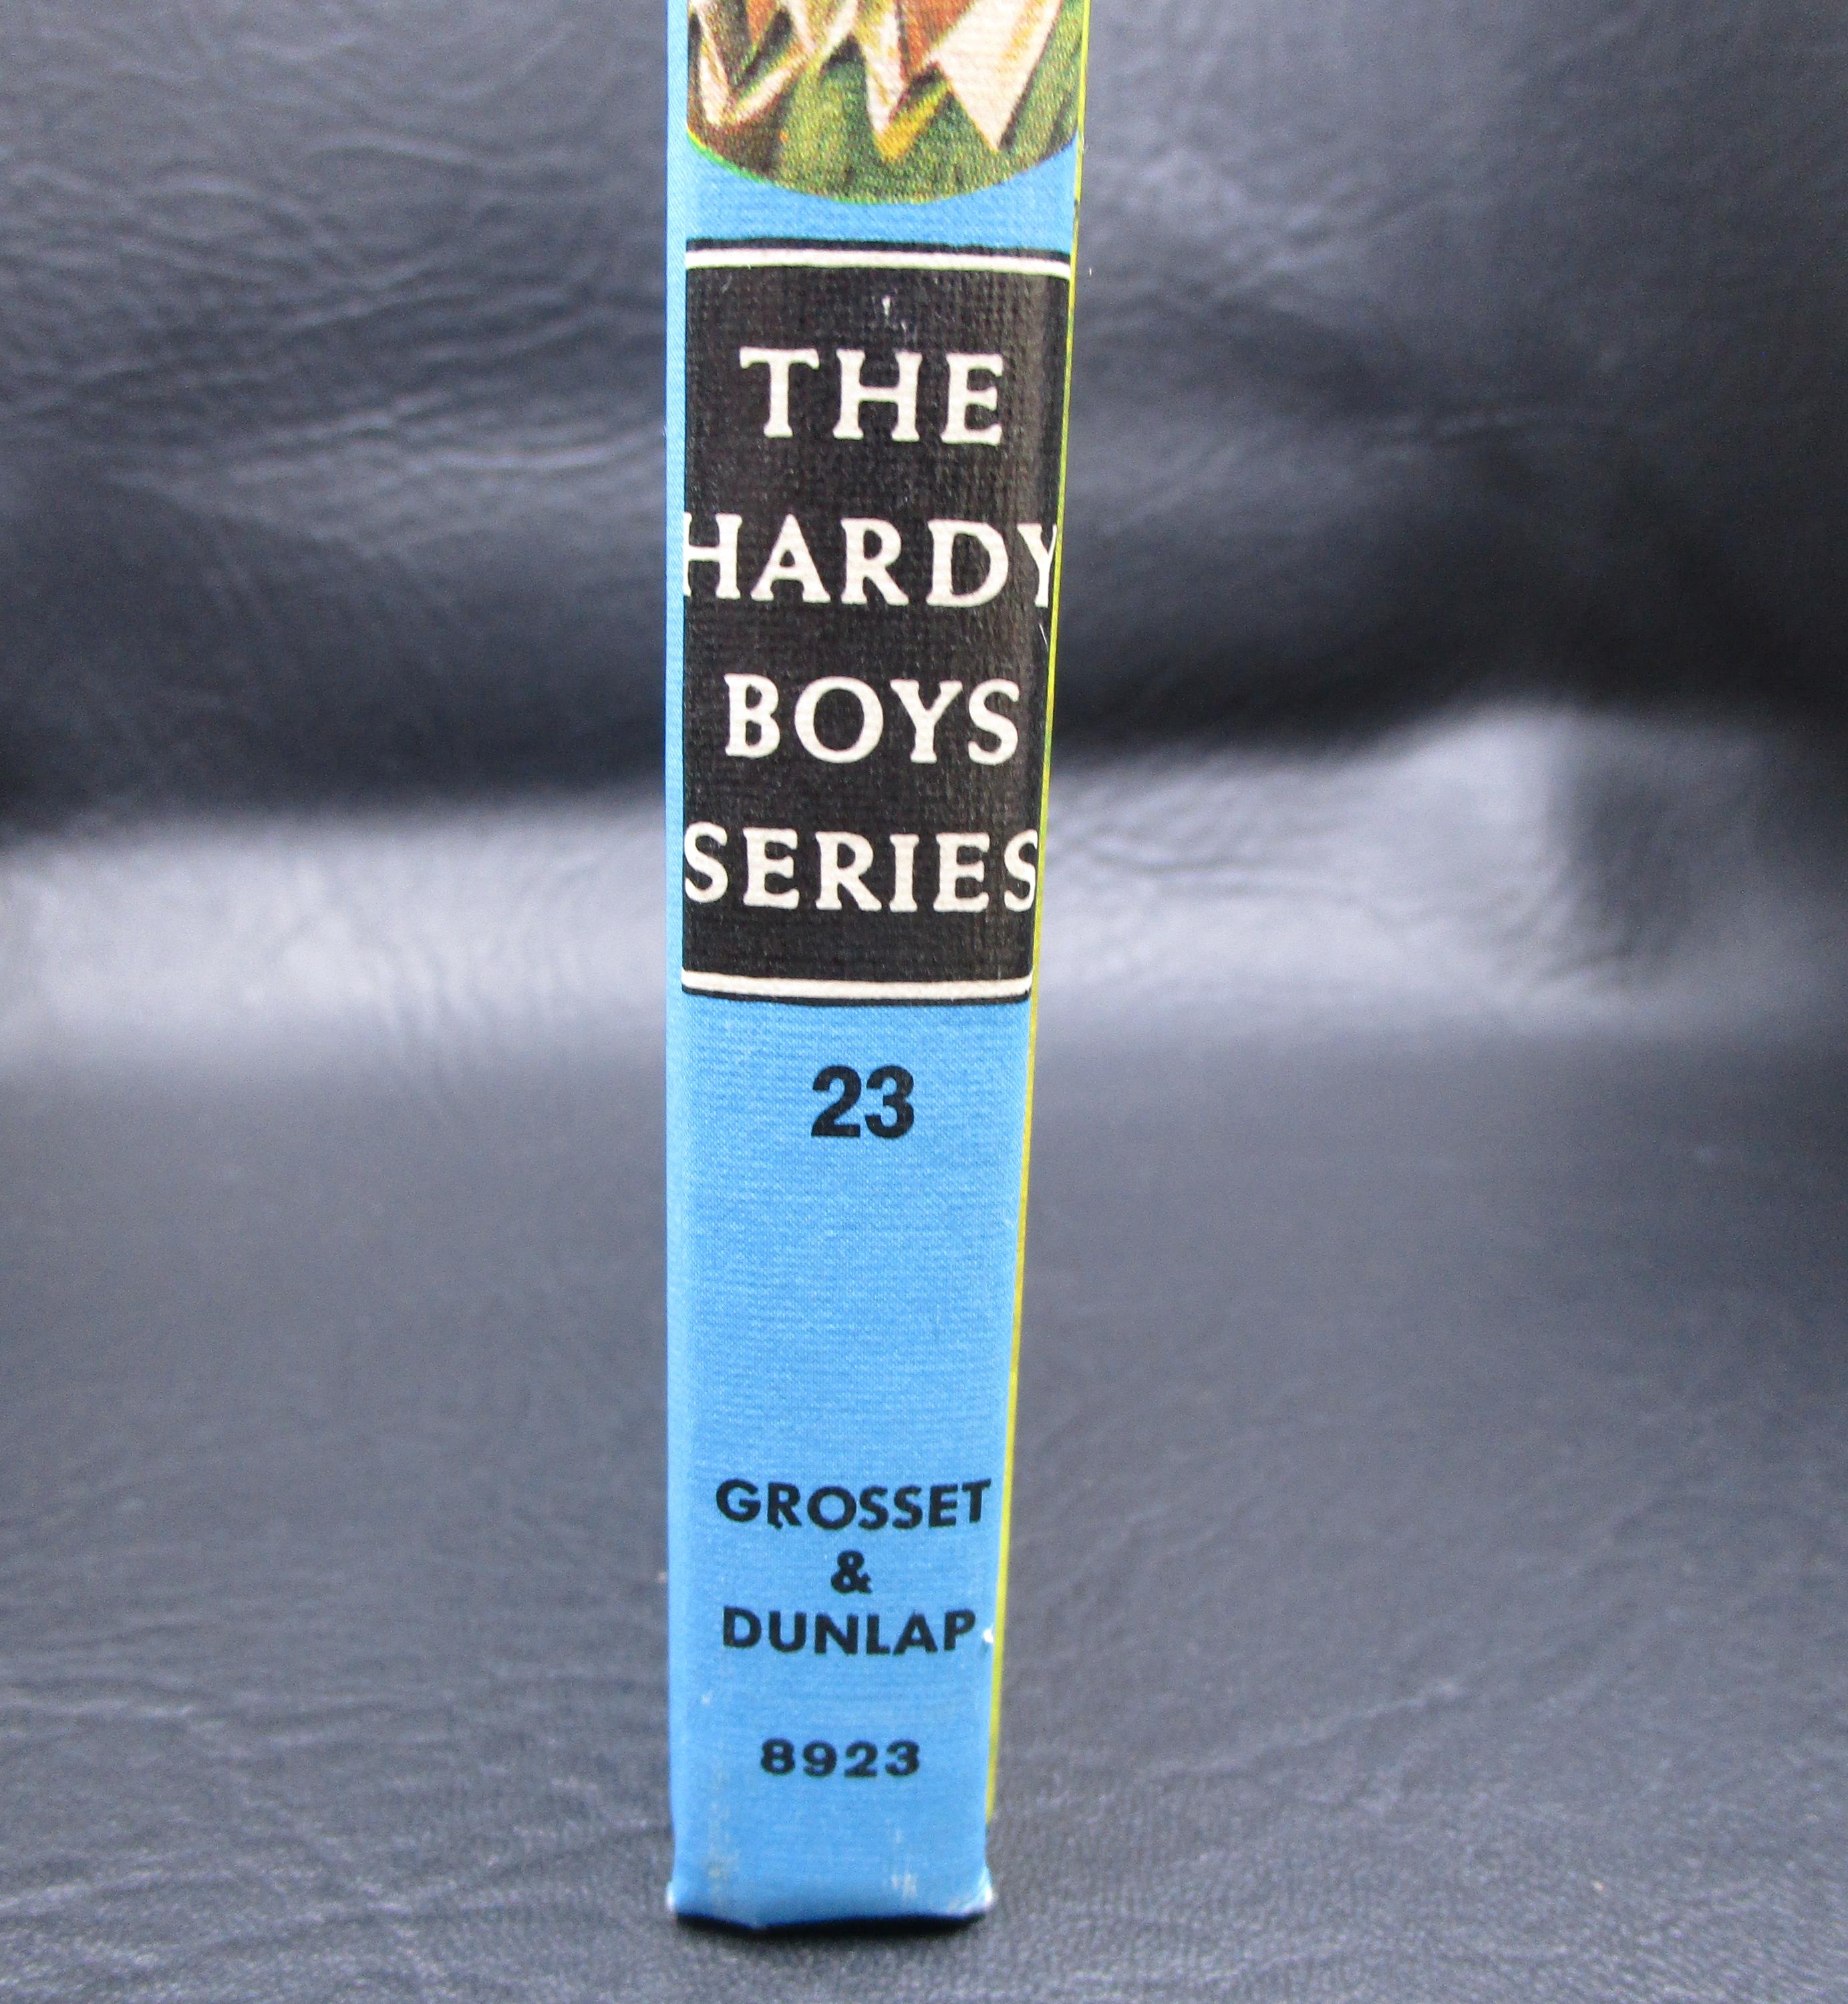 THE
HARDY
BOYS
SERIES
23
GROSSET
&
DUNLAP
8923